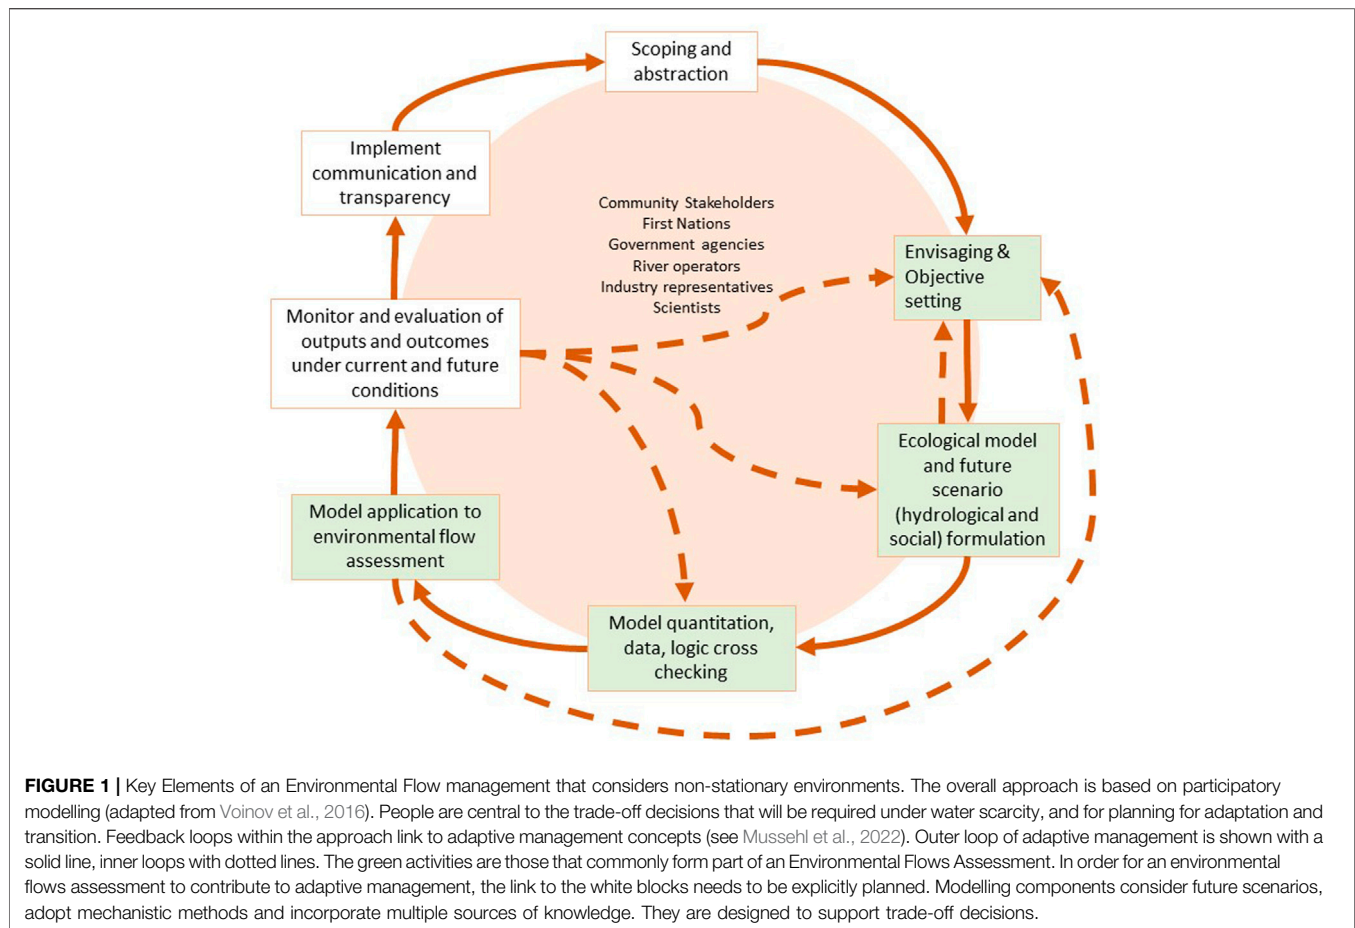 Scoping and
abstraction
Implement
communication and
transparency
Community Stakeholders
First Nations
Government agencies
River operators
Industry representatives
Scientists
Envisaging &
Objective
setting
Monitor and evaluation of
outputs and outcomes
under current and future
conditions
Ecological model
and future
scenario
(hydrological and
social) formulation
Model application to
environmental flow
assessment
Model quantitation,
data, logic cross
checking
FIGURE 1 | Key Elements of an Environmental Flow management that considers non-stationary environments. The overall approach is based on participatory
modelling (adapted from Voinov et al., 2016). People are central to the trade-off decisions that will be required under water scarcity, and for planning for adaptation and
transition. Feedback loops within the approach link to adaptive management concepts (see Mussehl et al., 2022). Outer loop of adaptive management is shown with a
solid line, inner loops with dotted lines. The green activities are those that commonly form part of an Environmental Flows Assessment. In order for an environmental
flows assessment to contribute to adaptive management, the link to the white blocks needs to be explicitly planned. Modelling components consider future scenarios,
adopt mechanistic methods and incorporate multiple sources of knowledge. They are designed to support trade-off decisions.